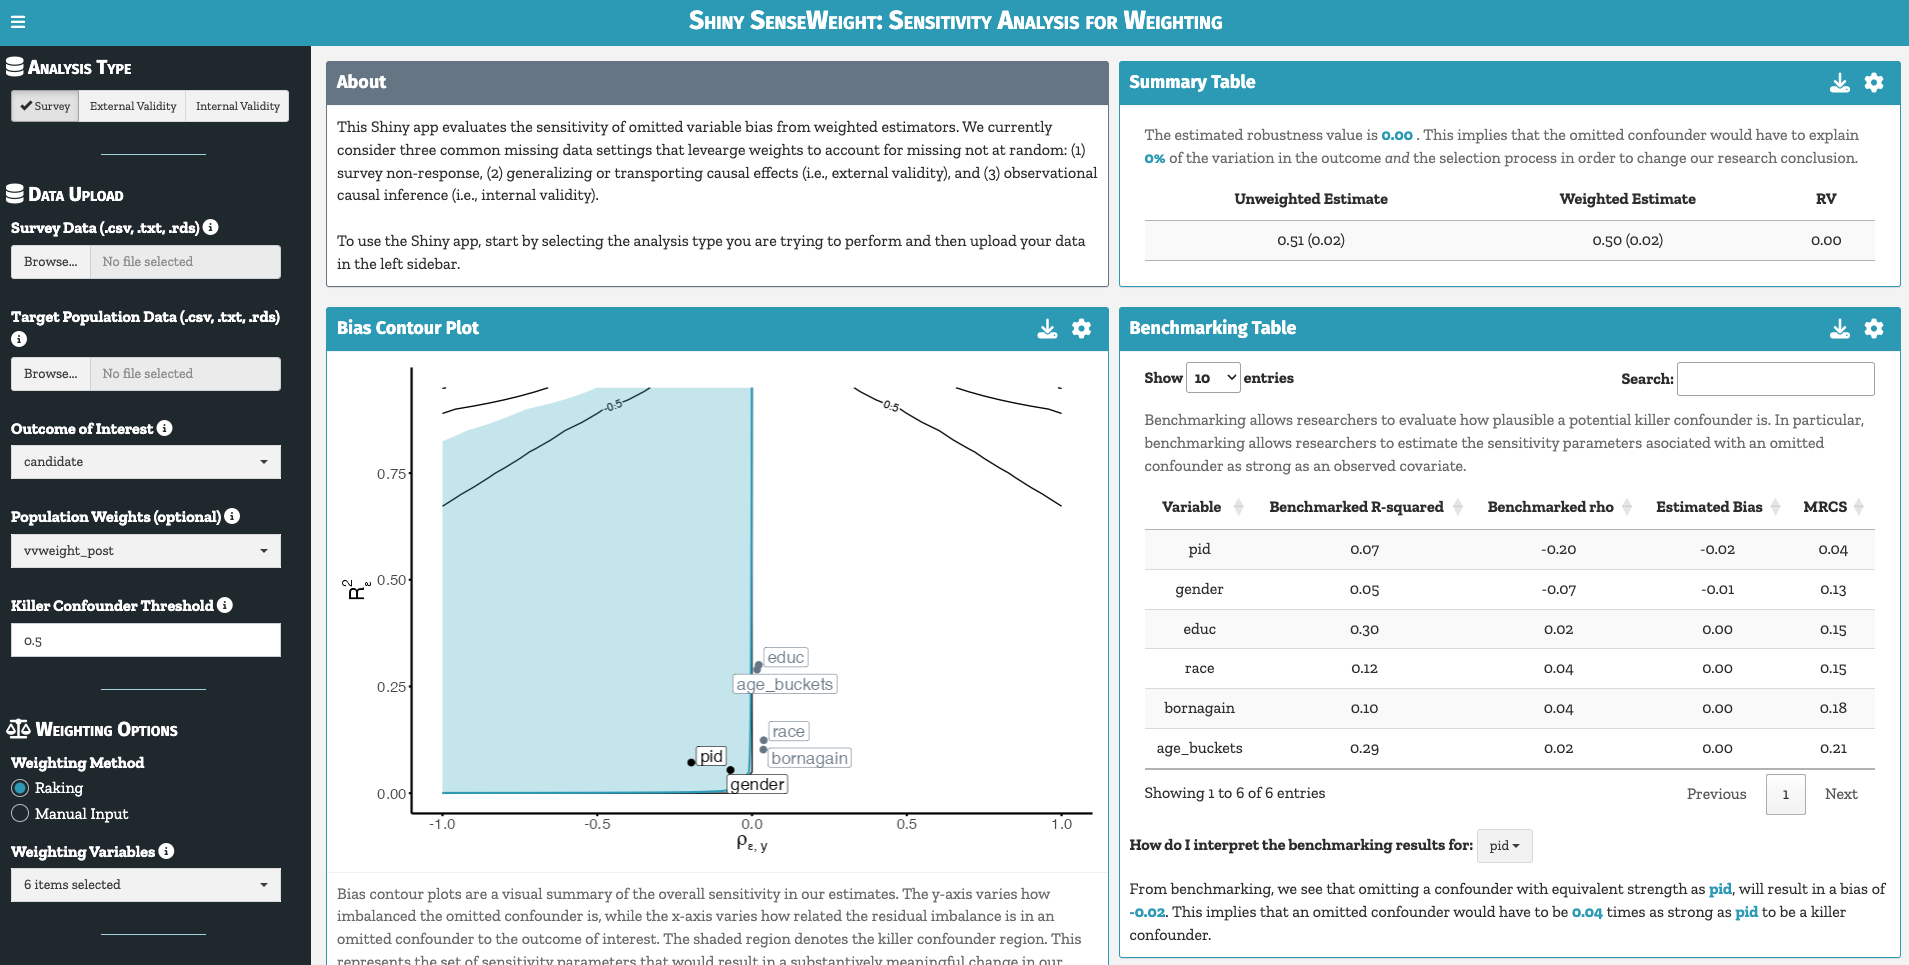 Shiny SenseWeight: Sensitivity Analysis for Weighting
Analysis Type
Survey
External Validity
Internal Validity
Data Upload
Survey Data (.csv, .txt, .rds)
Browse...
No file selected
Target Population Data (.csv, .txt, .rds)
Browse...
No file selected
Outcome of Interest
candidate
Population Weights (optional)
vvweight_post
Killer Confounder Threshold
0.5
Weighting Options
Weighting Method
Raking
Manual Input
Weighting Variables
6 items selected
About
This Shiny app evaluates the sensitivity of omitted variable bias from weighted estimators. We currently
consider three common missing data settings that levearge weights to account for missing not at random: (1)
survey non-response, (2) generalizing or transporting causal effects (i.e., external validity), and (3) observational
causal inference (i.e., internal validity).
To use the Shiny app, start by selecting the analysis type you are trying to perform and then upload your data
in the left sidebar.
Summary Table
The estimated robustness value is 0.00 . This implies that the omitted confounder would have to explain
0% of the variation in the outcome and the selection process in order to change our research conclusion.
Unweighted Estimate Weighted Estimate RV
0.51 (0.02) 0.50 (0.02) 0.00
Bias Contour Plot
-0.5
0.5
0.75
0.50
0.25
0.00
R²ε
educ
age_buckets
race
bornagain
pid
gender
-1.0 -0.5 0.0 0.5 1.0
ρε, y
Bias contour plots are a visual summary of the overall sensitivity in our estimates. The y-axis varies how
imbalanced the omitted confounder is, while the x-axis varies how related the residual imbalance is in an
omitted confounder to the outcome of interest. The shaded region denotes the killer confounder region. This
represents the set of sensitivity parameters that would result in a substantively meaningful change in our
Benchmarking Table
Show 10 entries
Search:
Benchmarking allows researchers to evaluate how plausible a potential killer confounder is. In particular,
benchmarking allows researchers to estimate the sensitivity parameters asociated with an omitted
confounder as strong as an observed covariate.
Variable Benchmarked R-squared Benchmarked rho Estimated Bias MRCS
pid 0.07 -0.20 -0.02 0.04
gender 0.05 -0.07 -0.01 0.13
educ 0.30 0.02 0.00 0.15
race 0.12 0.04 0.00 0.15
bornagain 0.10 0.04 0.00 0.18
age_buckets 0.29 0.02 0.00 0.21
Showing 1 to 6 of 6 entries
Previous 1 Next
How do I interpret the benchmarking results for: pid
From benchmarking, we see that omitting a confounder with equivalent strength as pid, will result in a bias of
-0.02. This implies that an omitted confounder would have to be 0.04 times as strong as pid to be a killer
confounder.